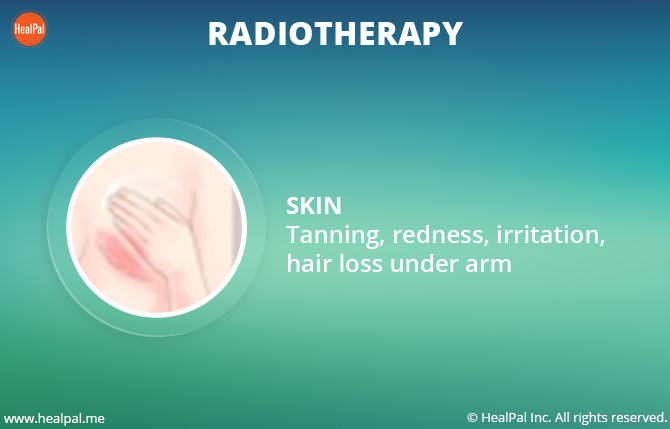 HealPal
RADIOTHERAPY
SKIN
Tanning, redness, irritation,
hair loss under arm
www.healpal.me
© HealPal Inc. All rights reserved.